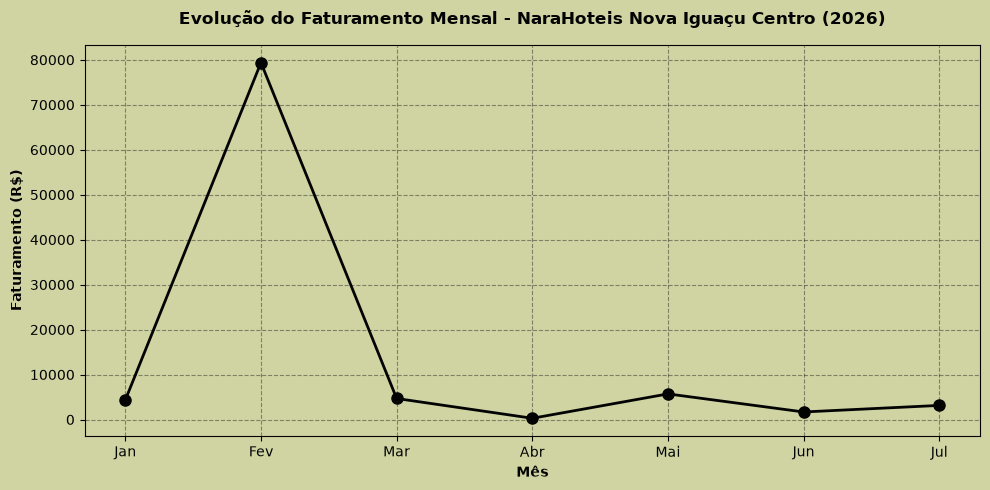 Evolução do Faturamento Mensal - NaraHoteis Nova Iguaçu Centro (2026)
Faturamento (R$)
80000
70000
60000
50000
40000
30000
20000
10000
0
Jan Fev Mar Abr Mai Jun Jul
Mês